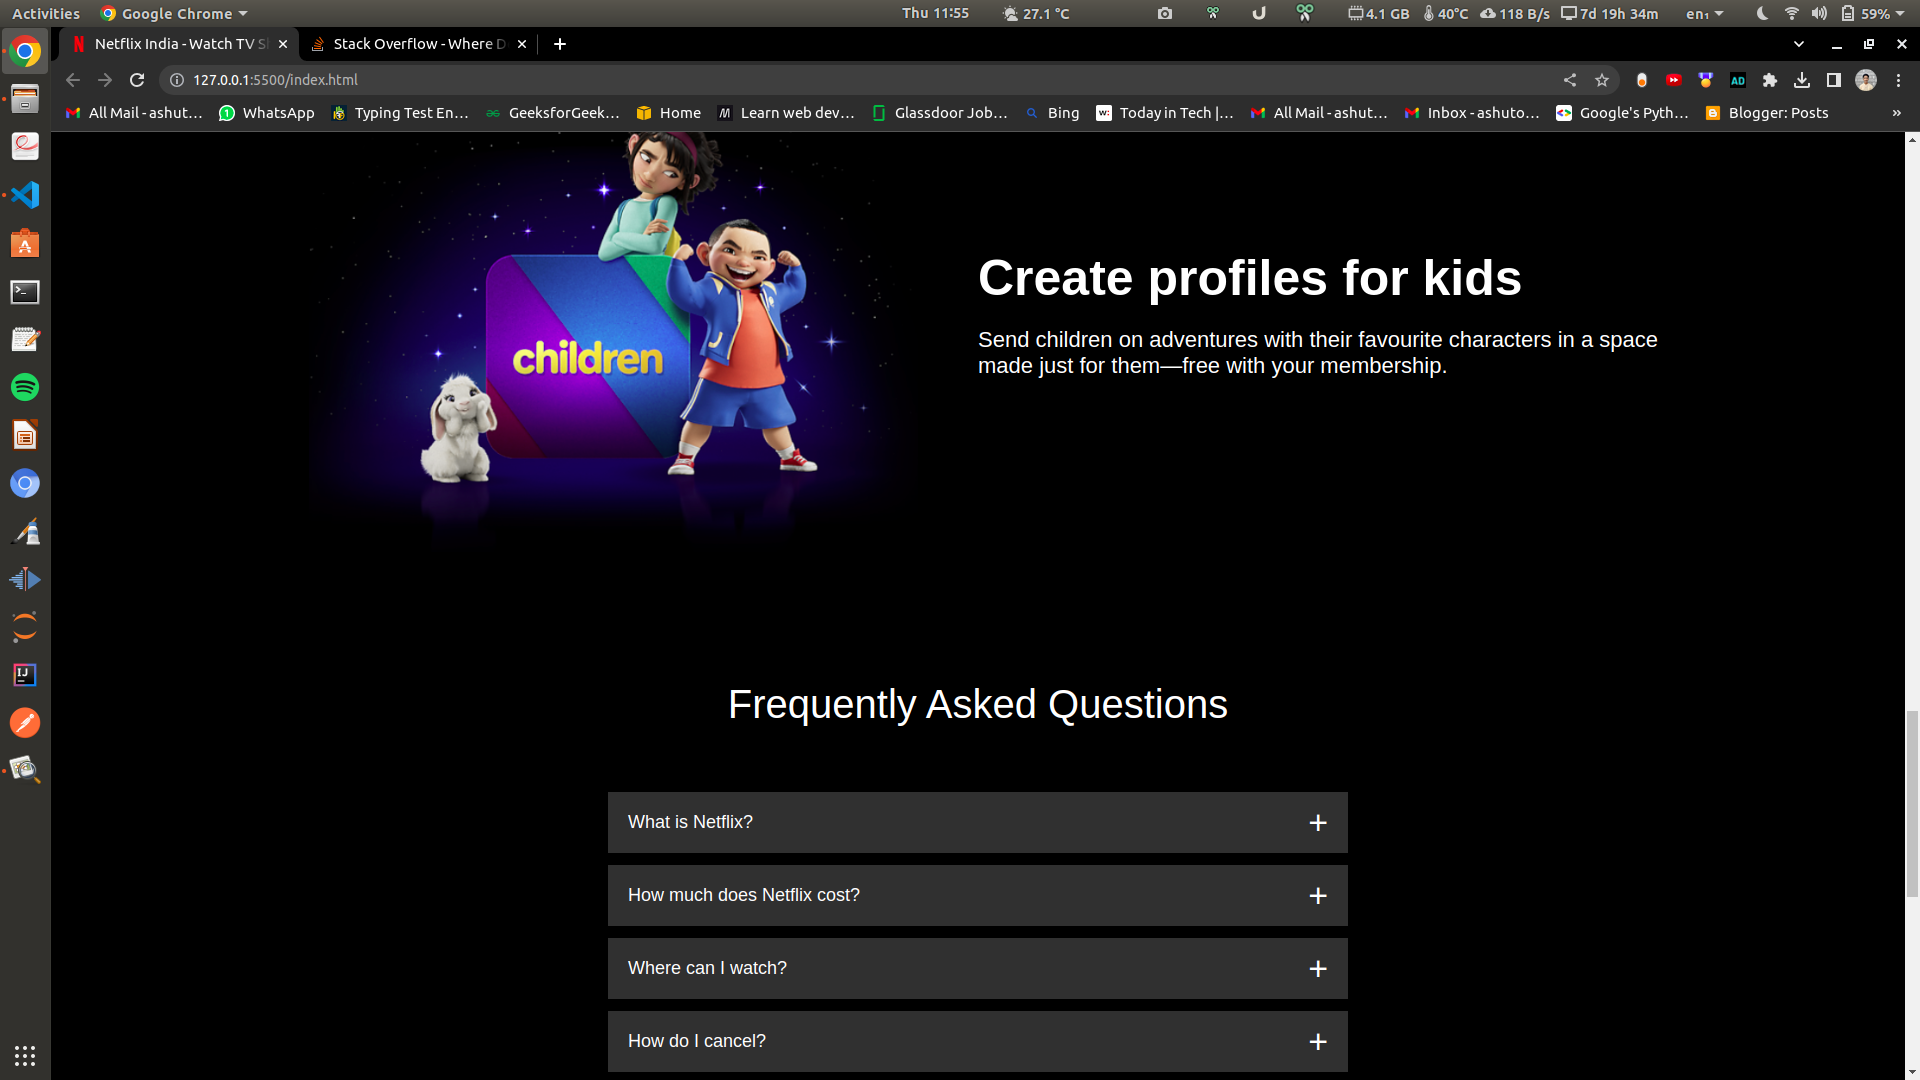 Activities
Google Chrome
Thu 11:55
27.1 °C
4.1 GB
40°C
118 B/s
7d 19h 34m
en₁
59%
Netflix India - Watch TV S
Stack Overflow - Where D
127.0.0.1:5500/index.html
All Mail - ashut…
WhatsApp
Typing Test En…
GeeksforGeek…
Home
Learn web dev…
Glassdoor Job…
Bing
Today in Tech |…
All Mail - ashut…
Inbox - ashuto…
Google's Pyth…
Blogger: Posts
»
children
Create profiles for kids
Send children on adventures with their favourite characters in a space
made just for them—free with your membership.
Frequently Asked Questions
What is Netflix?
How much does Netflix cost?
Where can I watch?
How do I cancel?